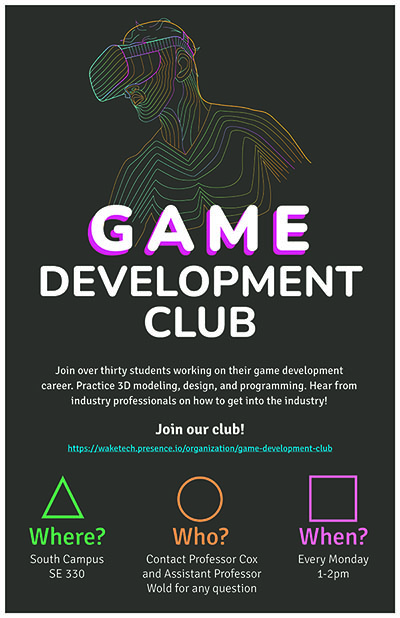 GAME
DEVELOPMENT
CLUB
Join over thirty students working on their game development
career. Practice 3D modeling, design, and programming. Hear from
industry professionals on how to get into the industry!
Join our club!
https://waketech.presence.io/organization/game-development-club
Where?
South Campus
SE 330
Who?
Contact Professor Cox
and Assistant Professor
Wold for any question
When?
Every Monday
1-2pm